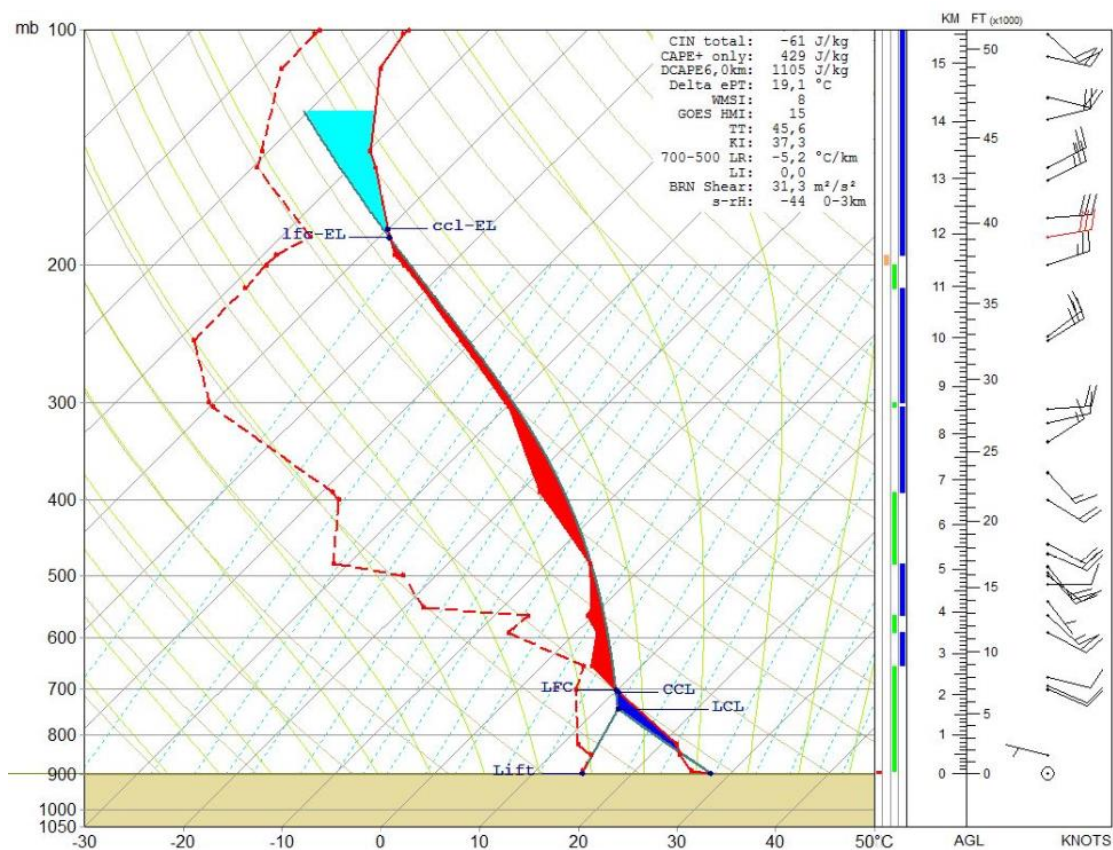 mb
100
200
300
400
500
600
700
800
900
1000
1050
-30
-20
-10
0
10
20
30
40
50°C
CIN total: -61 J/kg
CAPE+ only: 429 J/kg
DCAPE6,0km: 1105 J/kg
Delta ePT: 19,1 °C
WMSI: 8
GOES HMI: 15
TT: 45,6
KI: 37,3
700-500 LR: -5,2 °C/km
LI: 0,0
BRN Shear: 31,3 m²/s²
s-rH: -44 0-3km
lfc-EL
ccl-EL
LFC
CCL
LCL
Lift
KM
FT (x1000)
15
14
13
12
11
10
9
8
7
6
5
4
3
2
1
0
50
45
40
35
30
25
20
15
10
5
0
AGL
KNOTS